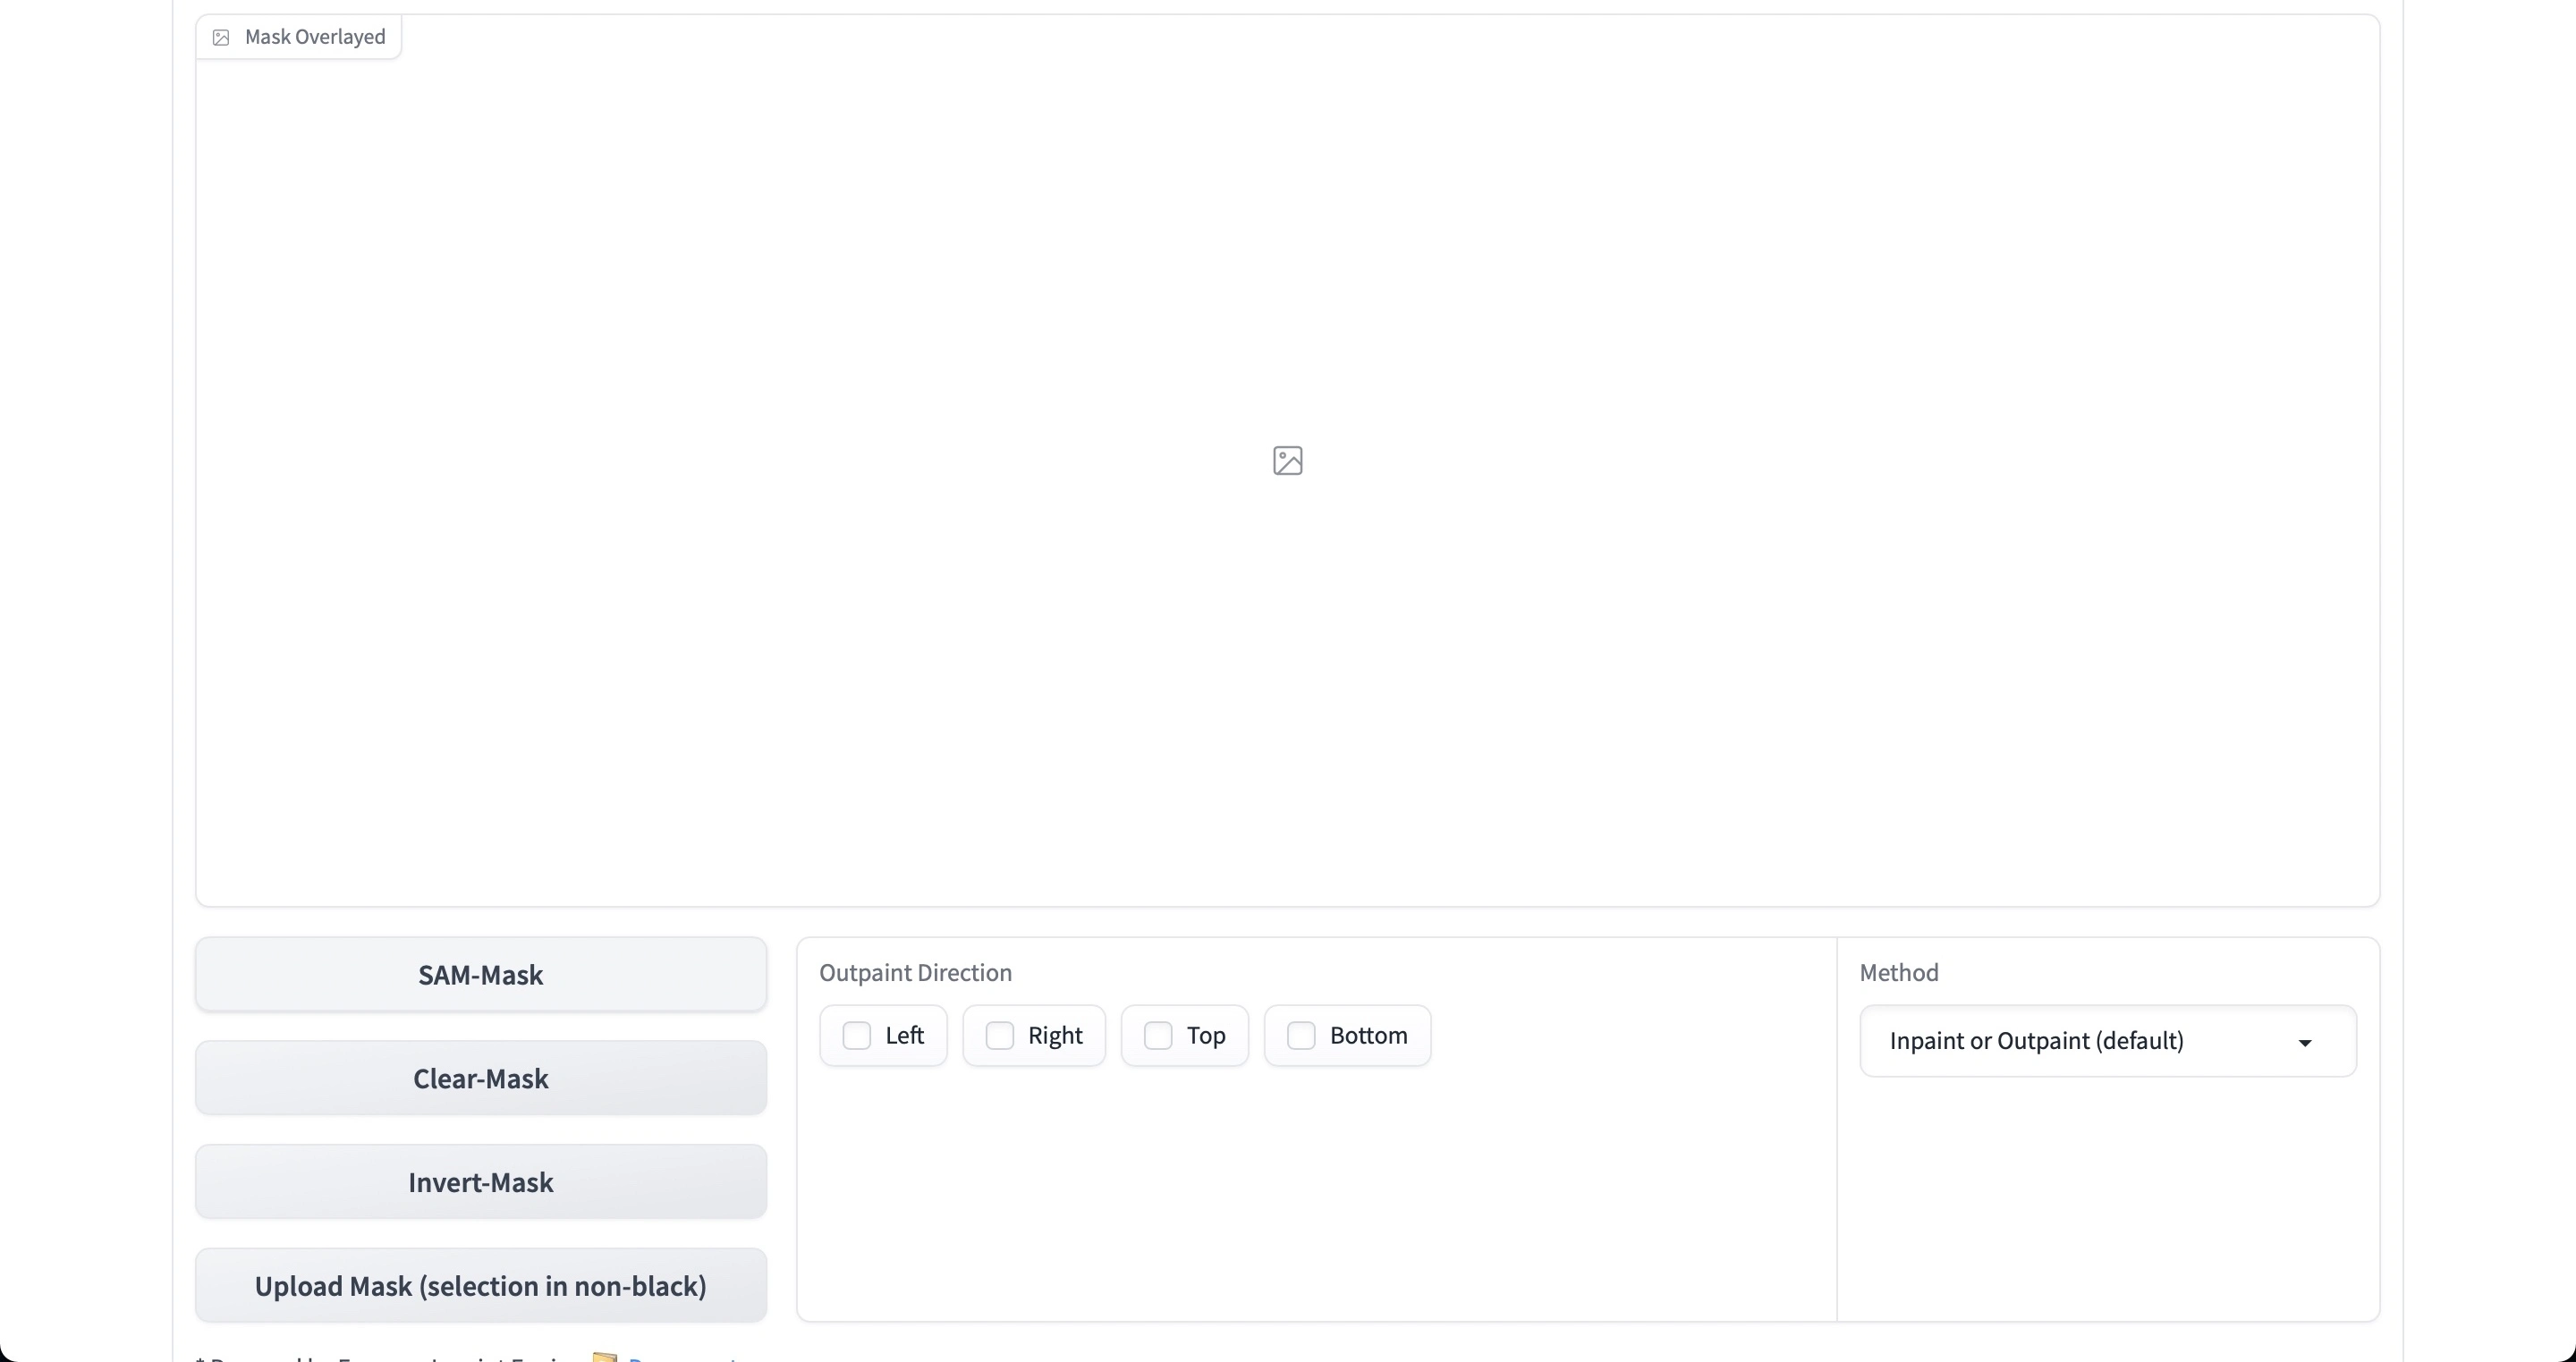 Mask Overlayed
SAM-Mask
Clear-Mask
Invert-Mask
Upload Mask (selection in non-black)
Outpaint Direction
Left
Right
Top
Bottom
Method
Inpaint or Outpaint (default)